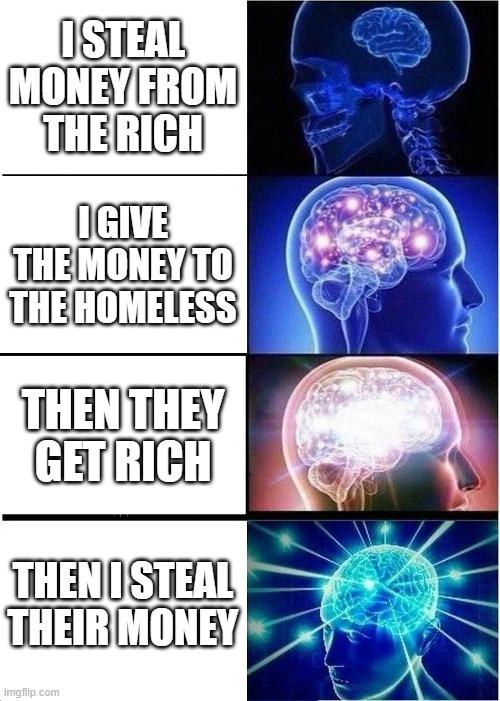 I STEAL
MONEY FROM
THE RICH
I GIVE
THE MONEY TO
THE HOMELESS
THEN THEY
GET RICH
THEN I STEAL
THEIR MONEY
imgflip.com